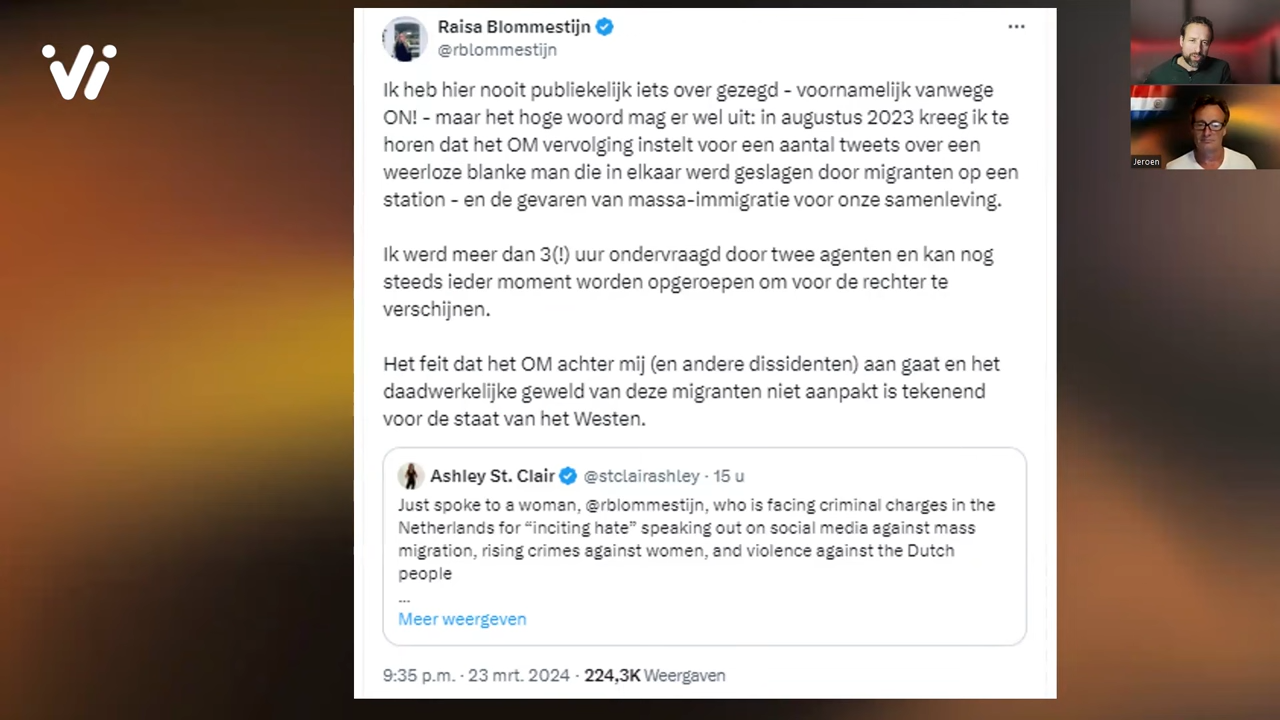 Vi
Raisa Blommestijn
@rblommestijn
Ik heb hier nooit publiekelijk iets over gezegd - voornamelijk vanwege
ON! - maar het hoge woord mag er wel uit: in augustus 2023 kreeg ik te
horen dat het OM vervolging instelt voor een aantal tweets over een
weerloze blanke man die in elkaar werd geslagen door migranten op een
station - en de gevaren van massa-immigratie voor onze samenleving.
Ik werd meer dan 3(!) uur ondervraagd door twee agenten en kan nog
steeds ieder moment worden opgeroepen om voor de rechter te
verschijnen.
Het feit dat het OM achter mij (en andere dissidenten) aan gaat en het
daadwerkelijke geweld van deze migranten niet aanpakt is tekenend
voor de staat van het Westen.
Ashley St. Clair @stclairashley · 15 u
Just spoke to a woman, @rblommestijn, who is facing criminal charges in the
Netherlands for “inciting hate” speaking out on social media against mass
migration, rising crimes against women, and violence against the Dutch
people
...
Meer weergeven
9:35 p.m. · 23 mrt. 2024 · 224,3K Weergaven
Jeroen